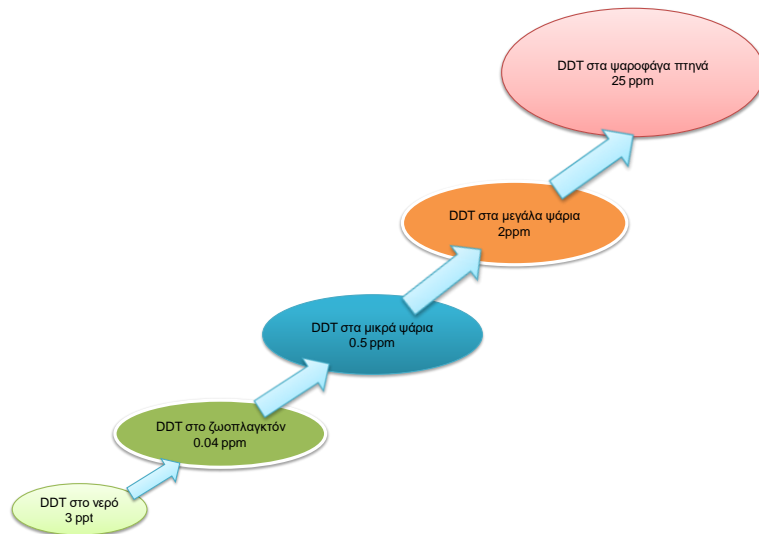 DDT στα ψαροφάγα πτηνά
25 ppm
DDT στα μεγάλα ψάρια
2ppm
DDT στα μικρά ψάρια
0.5 ppm
DDT στο ζωοπλαγκτόν
0.04 ppm
DDT στο νερό
3 ppt